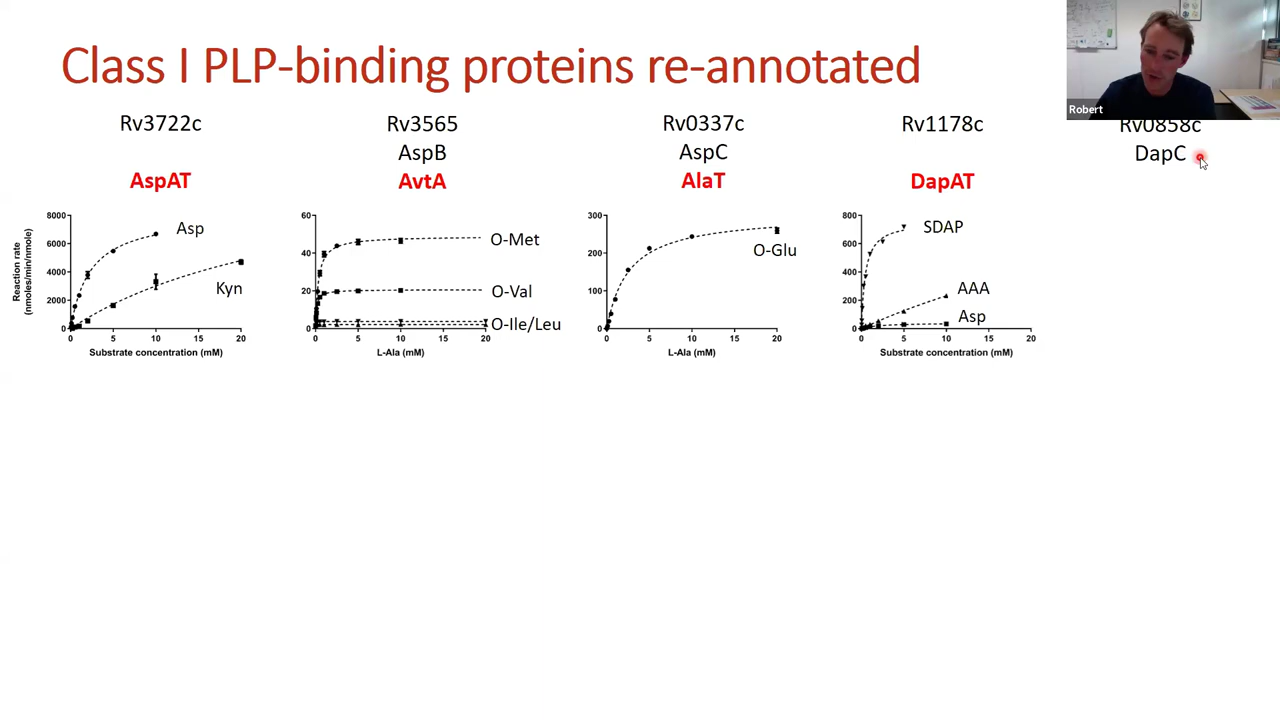 Class I PLP-binding proteins re-annotated
Robert
Rv3722c
AspAT
Reaction rate
(nmoles/min/nmole)
8000
6000
4000
2000
0
Asp
Kyn
0 5 10 15 20
Substrate concentration (mM)
Rv3565
AspB
AvtA
60
40
20
0
O-Met
O-Val
O-Ile/Leu
0 5 10 15 20
L-Ala (mM)
Rv0337c
AspC
AlaT
300
200
100
0
O-Glu
0 5 10 15 20
L-Ala (mM)
Rv1178c
DapAT
800
600
400
200
0
SDAP
AAA
Asp
0 5 10 15 20
Substrate concentration (mM)
Rv0858c
DapC